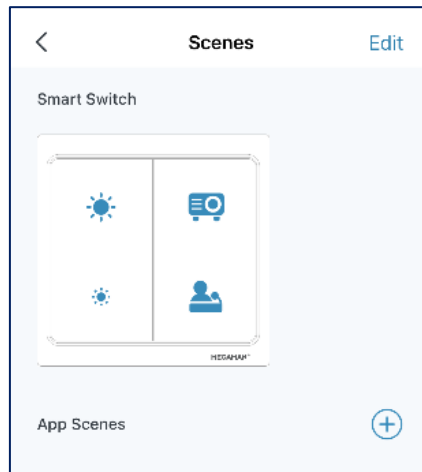 Scenes
Edit
Smart Switch
MEGAMAN
App Scenes